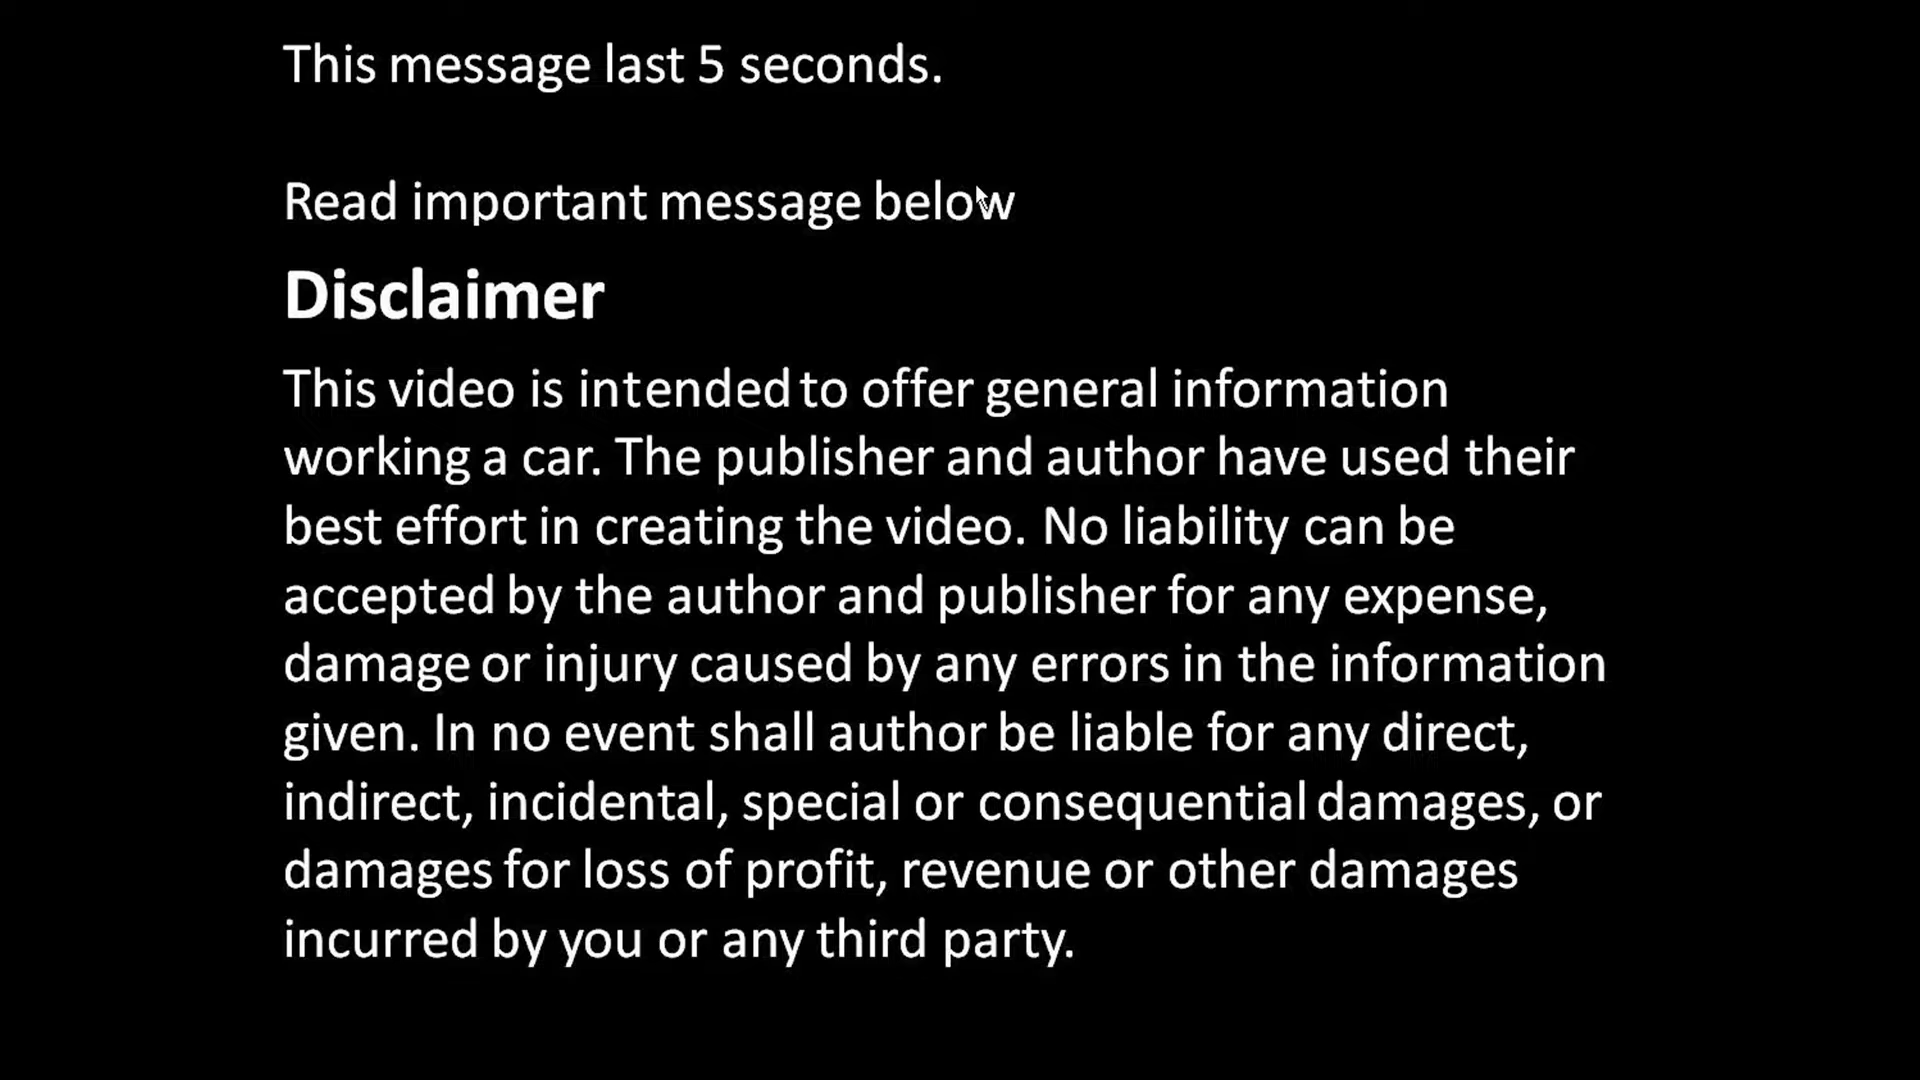 This message last 5 seconds.
Read important message below
Disclaimer
This video is intended to offer general information
working a car. The publisher and author have used their
best effort in creating the video. No liability can be
accepted by the author and publisher for any expense,
damage or injury caused by any errors in the information
given. In no event shall author be liable for any direct,
indirect, incidental, special or consequential damages, or
damages for loss of profit, revenue or other damages
incurred by you or any third party.